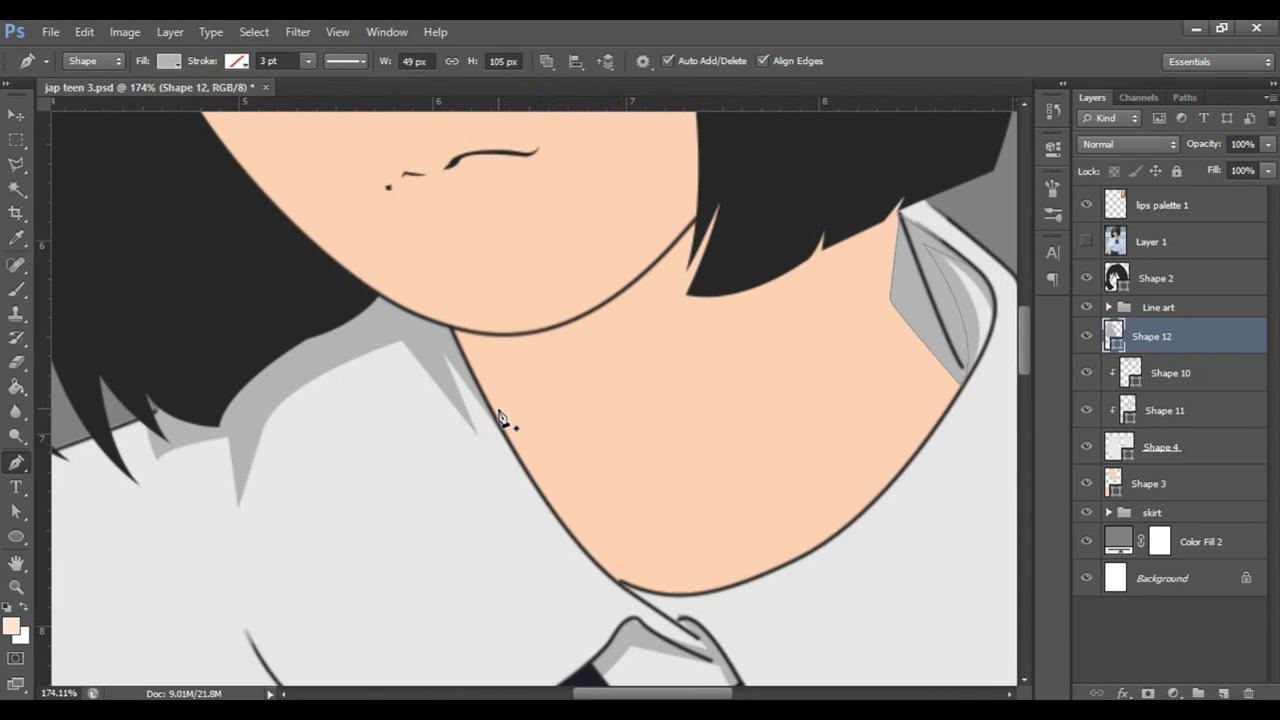 Ps File Edit Image Layer Type Select Filter View Window Help
Shape Fill: Stroke: 3 pt W: 49 px H: 105 px Auto Add/Delete Align Edges Essentials
jap teen 3.psd @ 174% (Shape 12, RGB/8) * ×
5 6 7 8
6
7
8
Layers Channels Paths
Kind T
Normal Opacity: 100%
Lock: Fill: 100%
lips palette 1
Layer 1
Shape 2
Line art
Shape 12
Shape 10
Shape 11
Shape 4
Shape 3
skirt
Color Fill 2
Background
174.11% Doc: 9.01M/21.8M